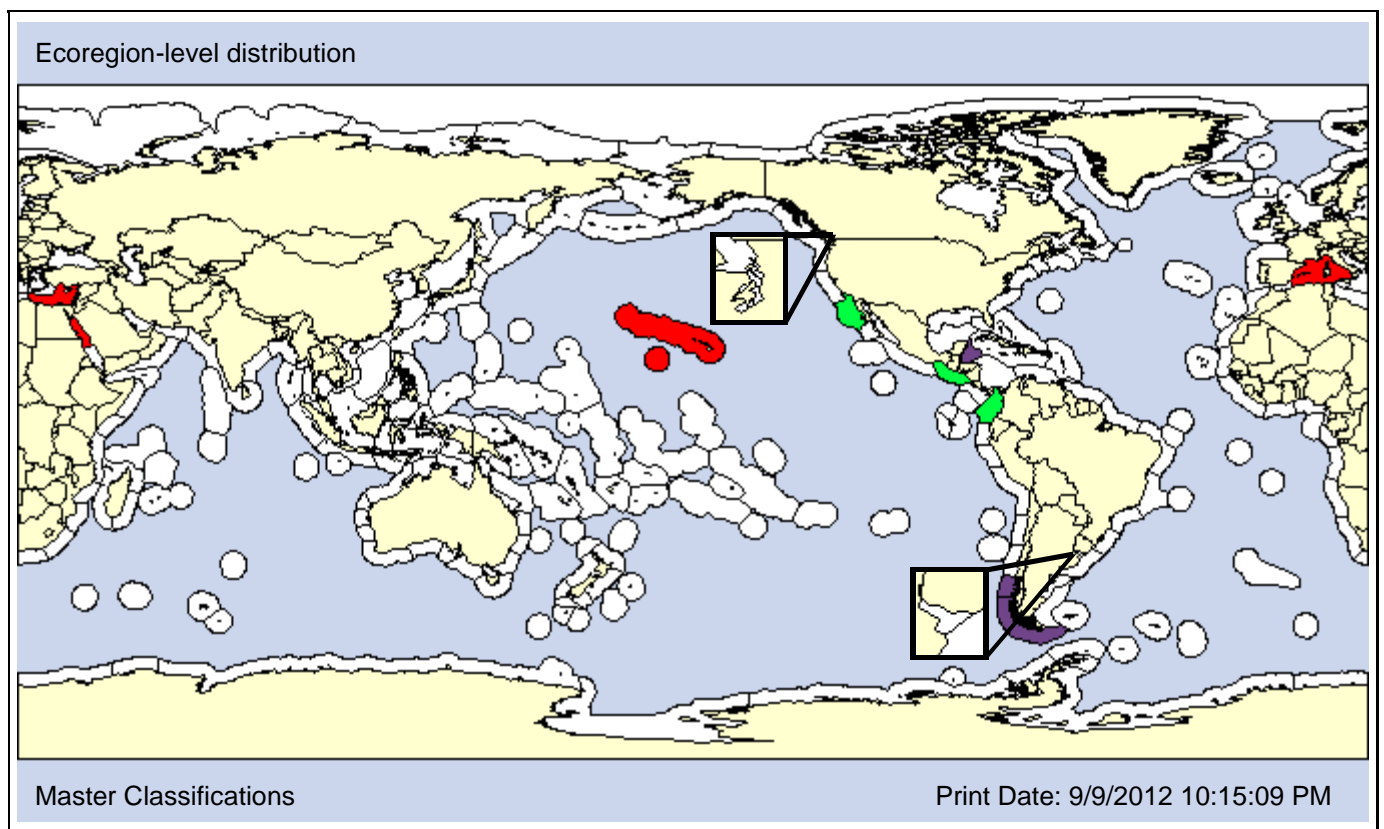 Ecoregion-level distribution
Master Classifications
Print Date: 9/9/2012 10:15:09 PM